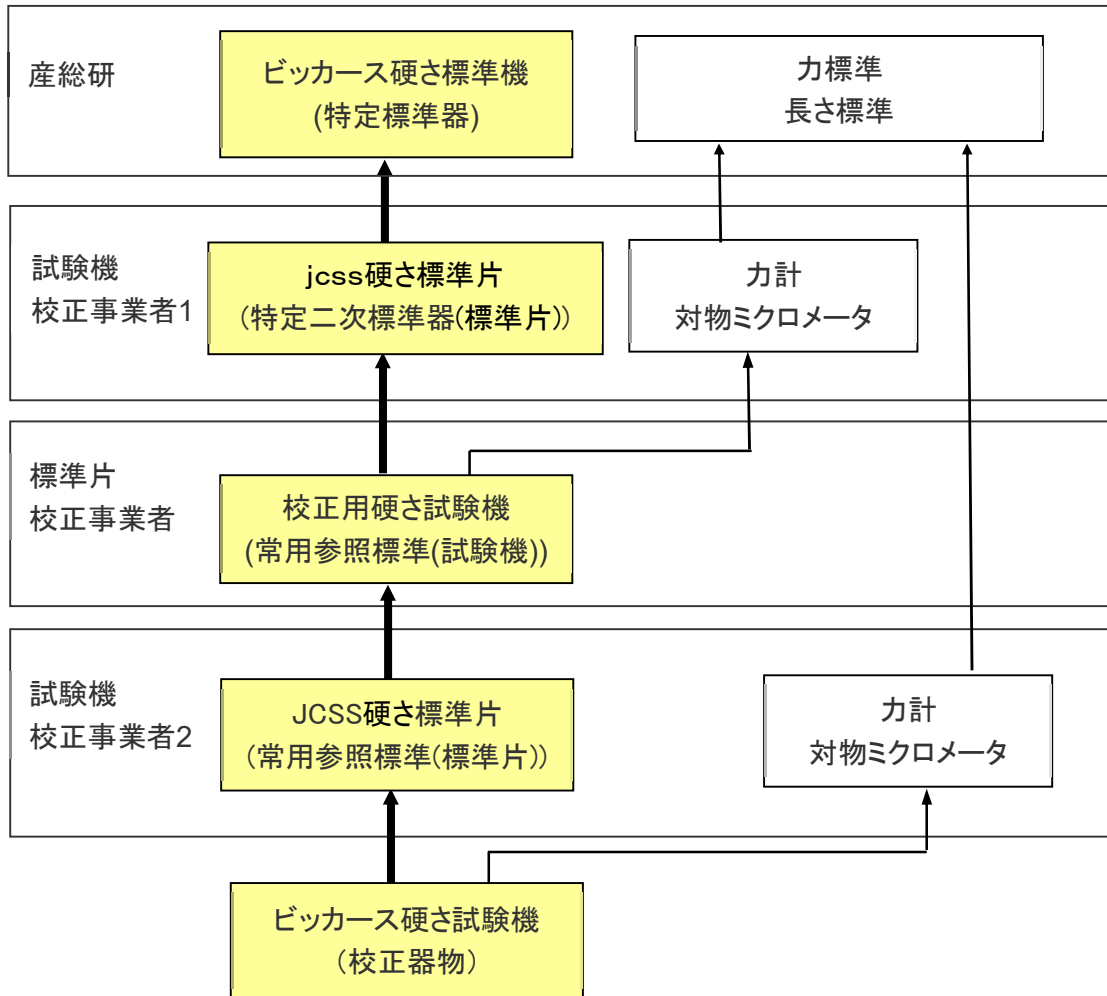 産総研
ビッカース硬さ標準機
(特定標準器)
力標準
長さ標準
試験機
校正事業者1
jcss硬さ標準片
（特定二次標準器(標準片)）
力計
対物ミクロメータ
標準片
校正事業者
校正用硬さ試験機
(常用参照標準(試験機))
試験機
校正事業者2
JCSS硬さ標準片
（常用参照標準(標準片)）
力計
対物ミクロメータ
ビッカース硬さ試験機
（校正器物）